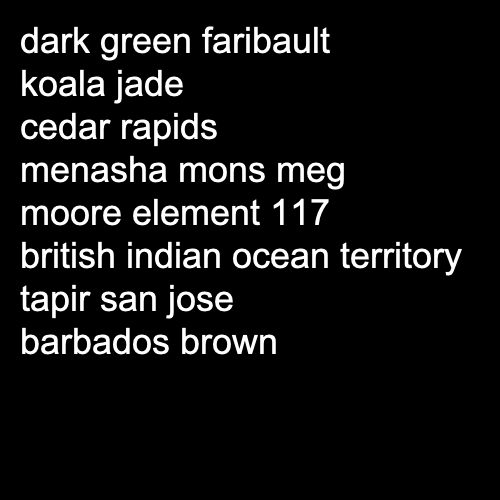 dark green faribault
koala jade
cedar rapids
menasha mons meg
moore element 117
british indian ocean territory
tapir san jose
barbados brown